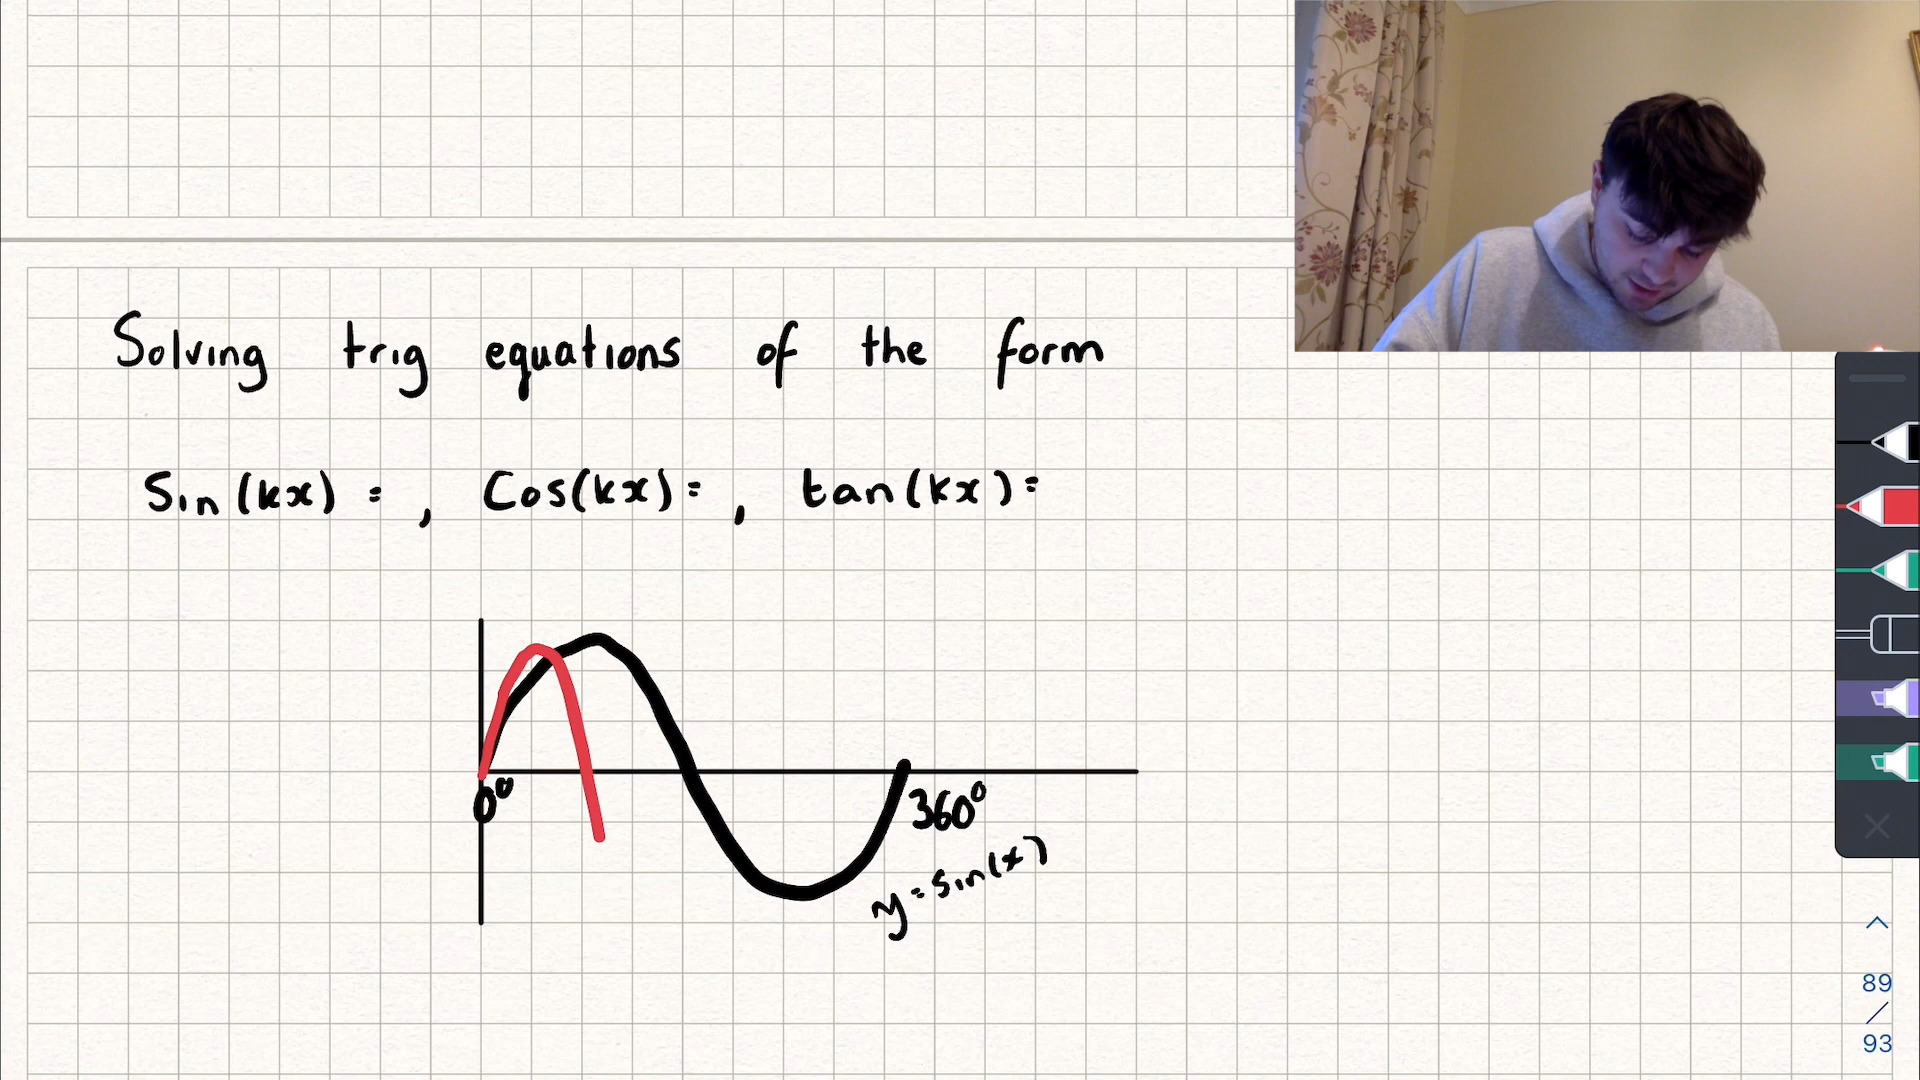 Solving trig equations of the form
Sin (kx) = , Cos(kx) = , tan (kx) =
0°
360°
y = sin(x)
89
/
93